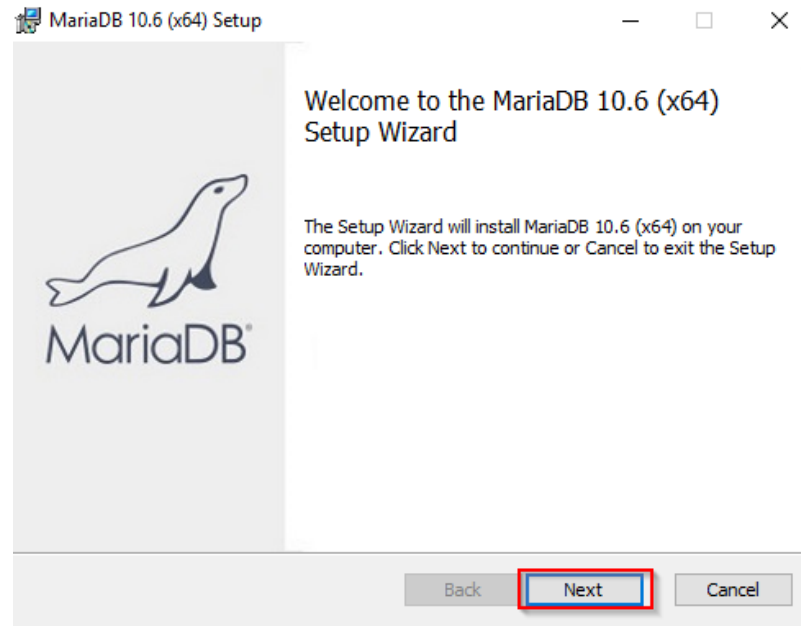 MariaDB 10.6 (x64) Setup
Welcome to the MariaDB 10.6 (x64)
Setup Wizard
The Setup Wizard will install MariaDB 10.6 (x64) on your
computer. Click Next to continue or Cancel to exit the Setup
Wizard.
MariaDB®
Back Next Cancel